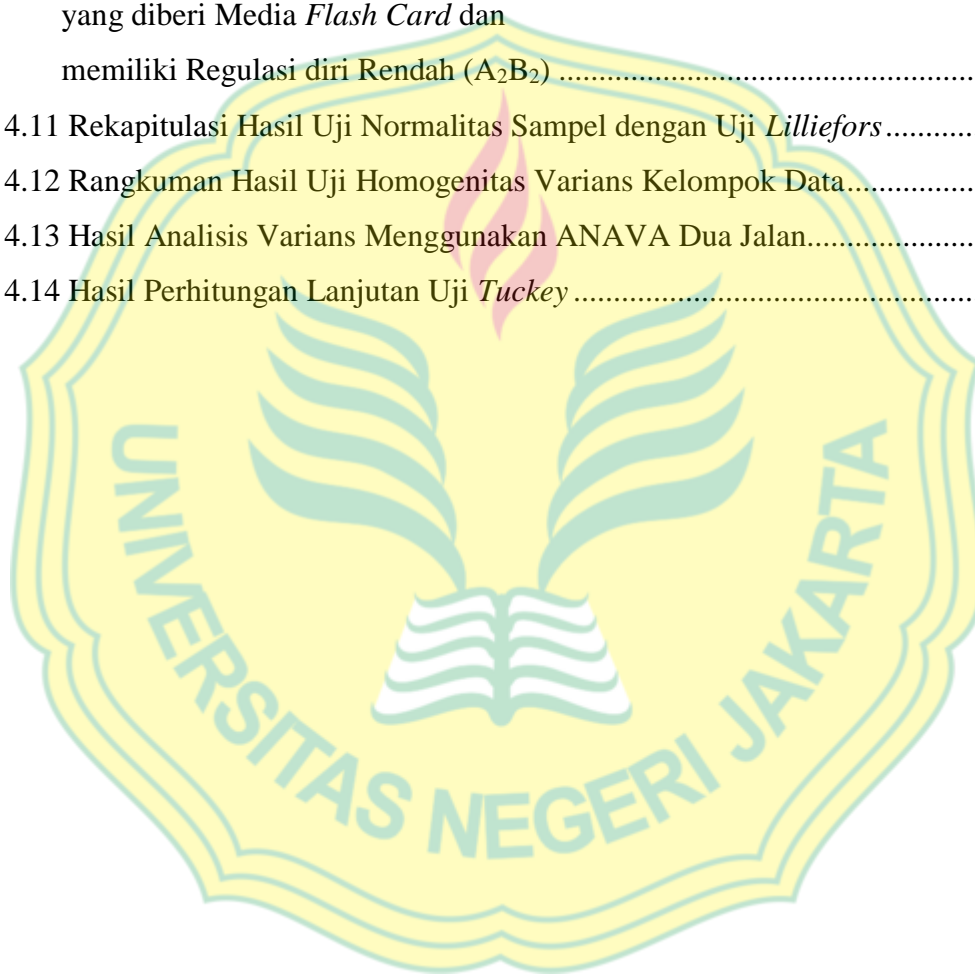 yang diberi Media Flash Card dan
memiliki Regulasi diri Rendah (A₂B₂) ....................................................
4.11 Rekapitulasi Hasil Uji Normalitas Sampel dengan Uji Lilliefors ...........
4.12 Rangkuman Hasil Uji Homogenitas Varians Kelompok Data................
4.13 Hasil Analisis Varians Menggunakan ANAVA Dua Jalan.....................
4.14 Hasil Perhitungan Lanjutan Uji Tuckey ..................................................
UNIVERSITAS NEGERI JAKARTA